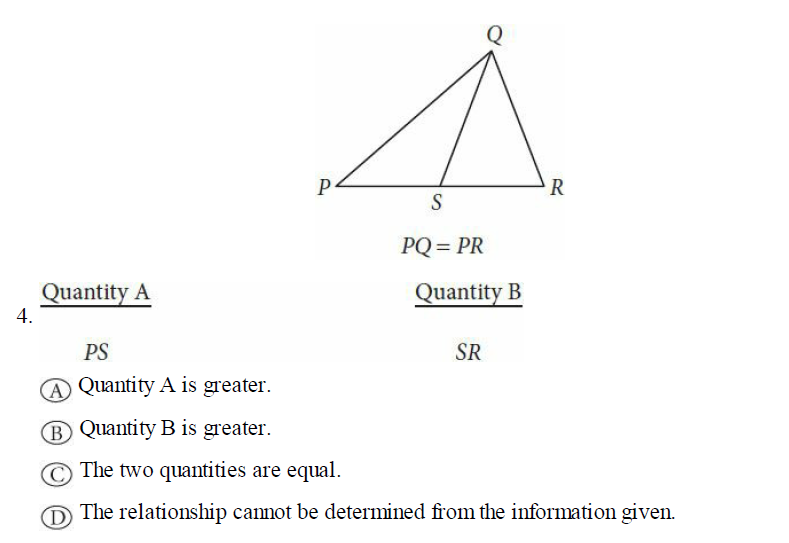 Q
P
R
S
PQ = PR
Quantity A
Quantity B
4.
PS
SR
(A) Quantity A is greater.
(B) Quantity B is greater.
(C) The two quantities are equal.
(D) The relationship cannot be determined from the information given.